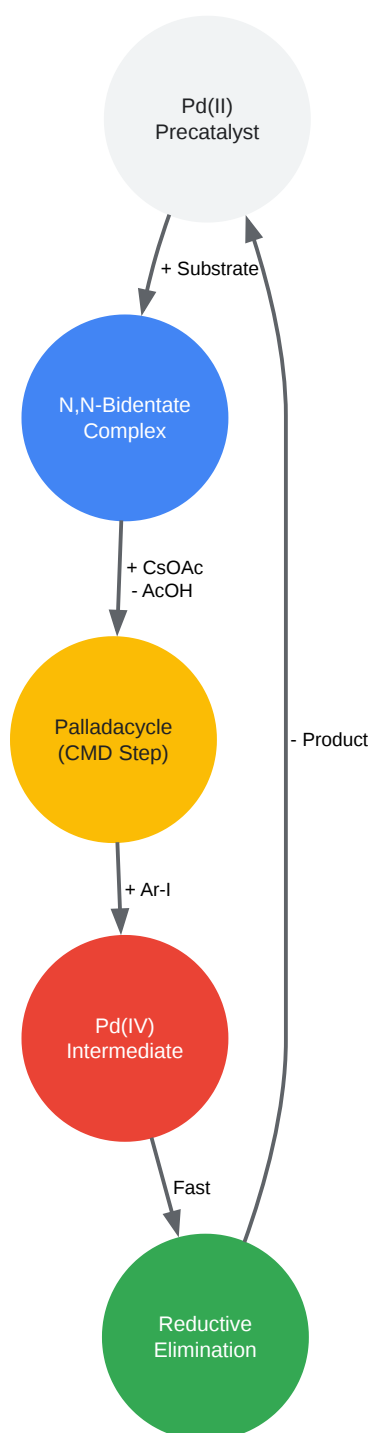 Pd(II)
Precatalyst
+ Substrate
N,N-Bidentate
Complex
+ CsOAc
- AcOH
Palladacycle
(CMD Step)
- Product
+ Ar-I
Pd(IV)
Intermediate
Fast
Reductive
Elimination